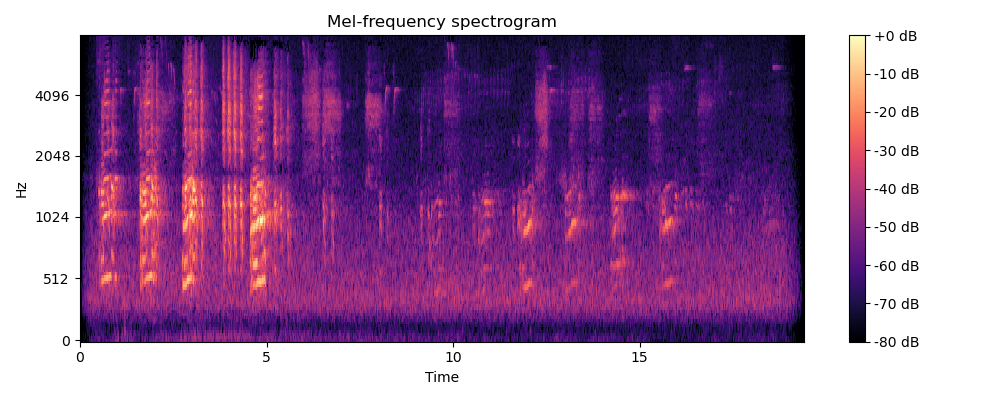 Mel-frequency spectrogram
Hz
4096
2048
1024
512
0
0 5 10 15
Time
+0 dB
-10 dB
-20 dB
-30 dB
-40 dB
-50 dB
-60 dB
-70 dB
-80 dB